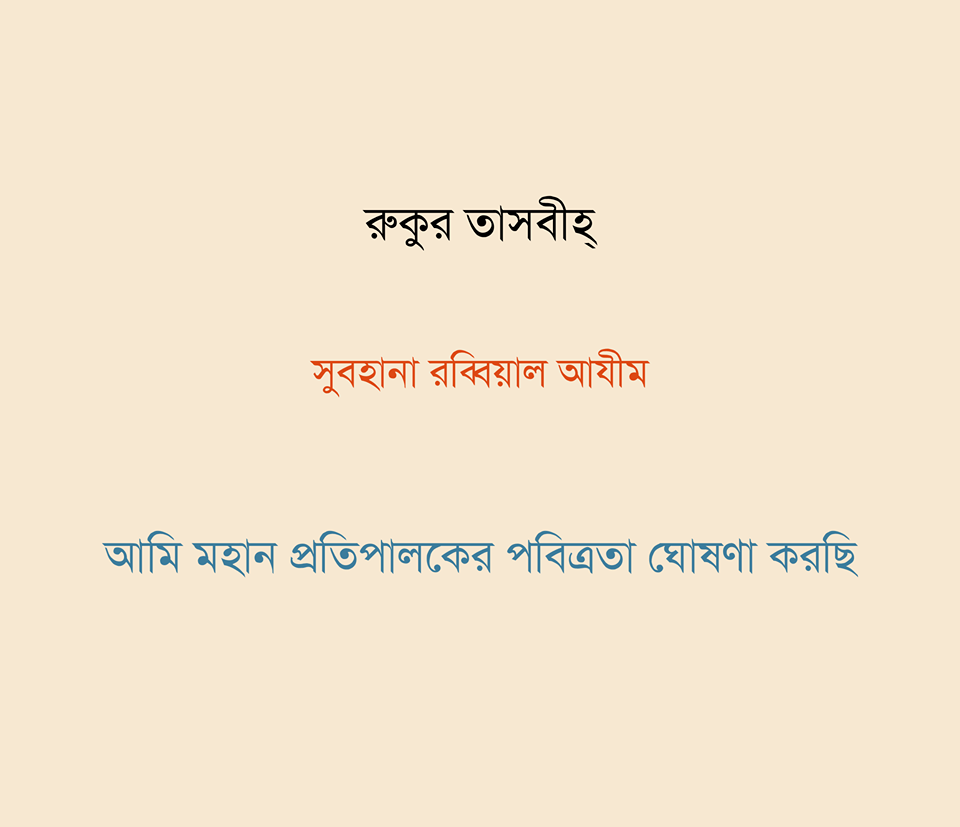 রুকুর তাসবীহ্
সুবহানা রব্বিয়াল আযীম
আমি মহান প্রতিপালকের পবিত্রতা ঘোষণা করছি